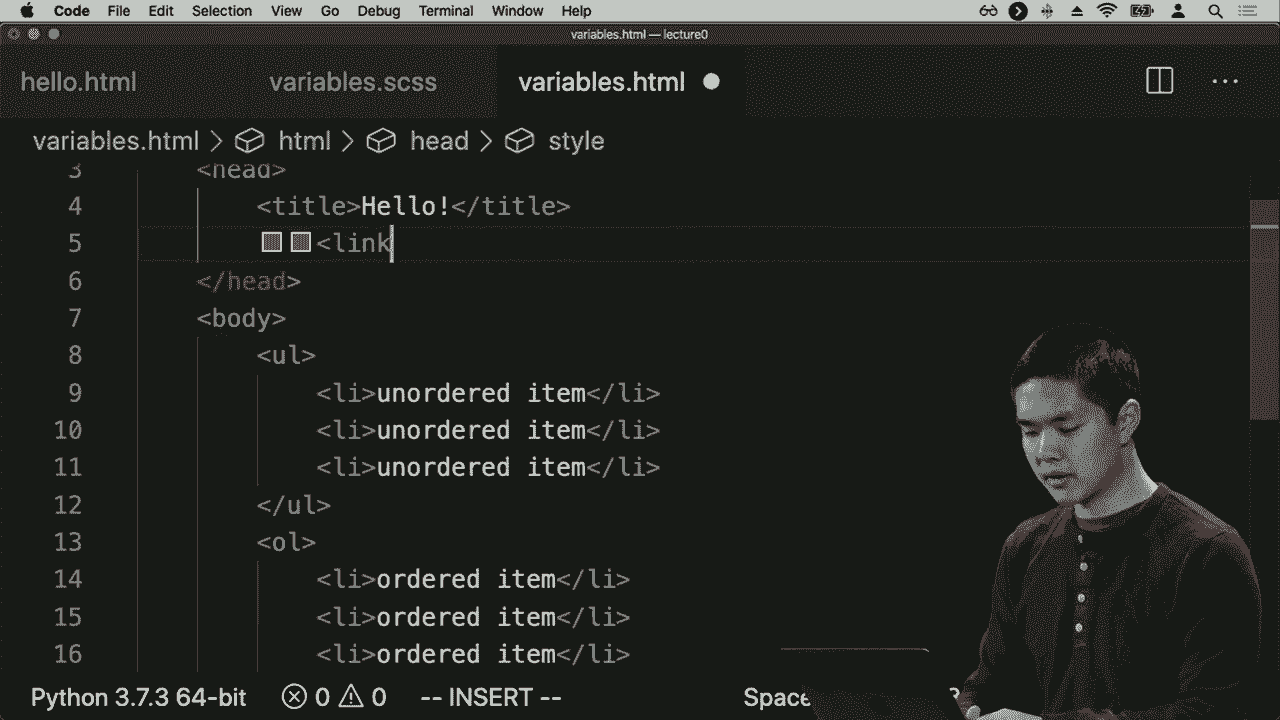 Code File Edit Selection View Go Debug Terminal Window Help
variables.html — lecture0
hello.html variables.scss variables.html
variables.html > html > head > style
3 <head>
4 <title>Hello!</title>
5 <link
6 </head>
7 <body>
8 <ul>
9 <li>unordered item</li>
10 <li>unordered item</li>
11 <li>unordered item</li>
12 </ul>
13 <ol>
14 <li>ordered item</li>
15 <li>ordered item</li>
16 <li>ordered item</li>
Python 3.7.3 64-bit 0 0 -- INSERT -- Space